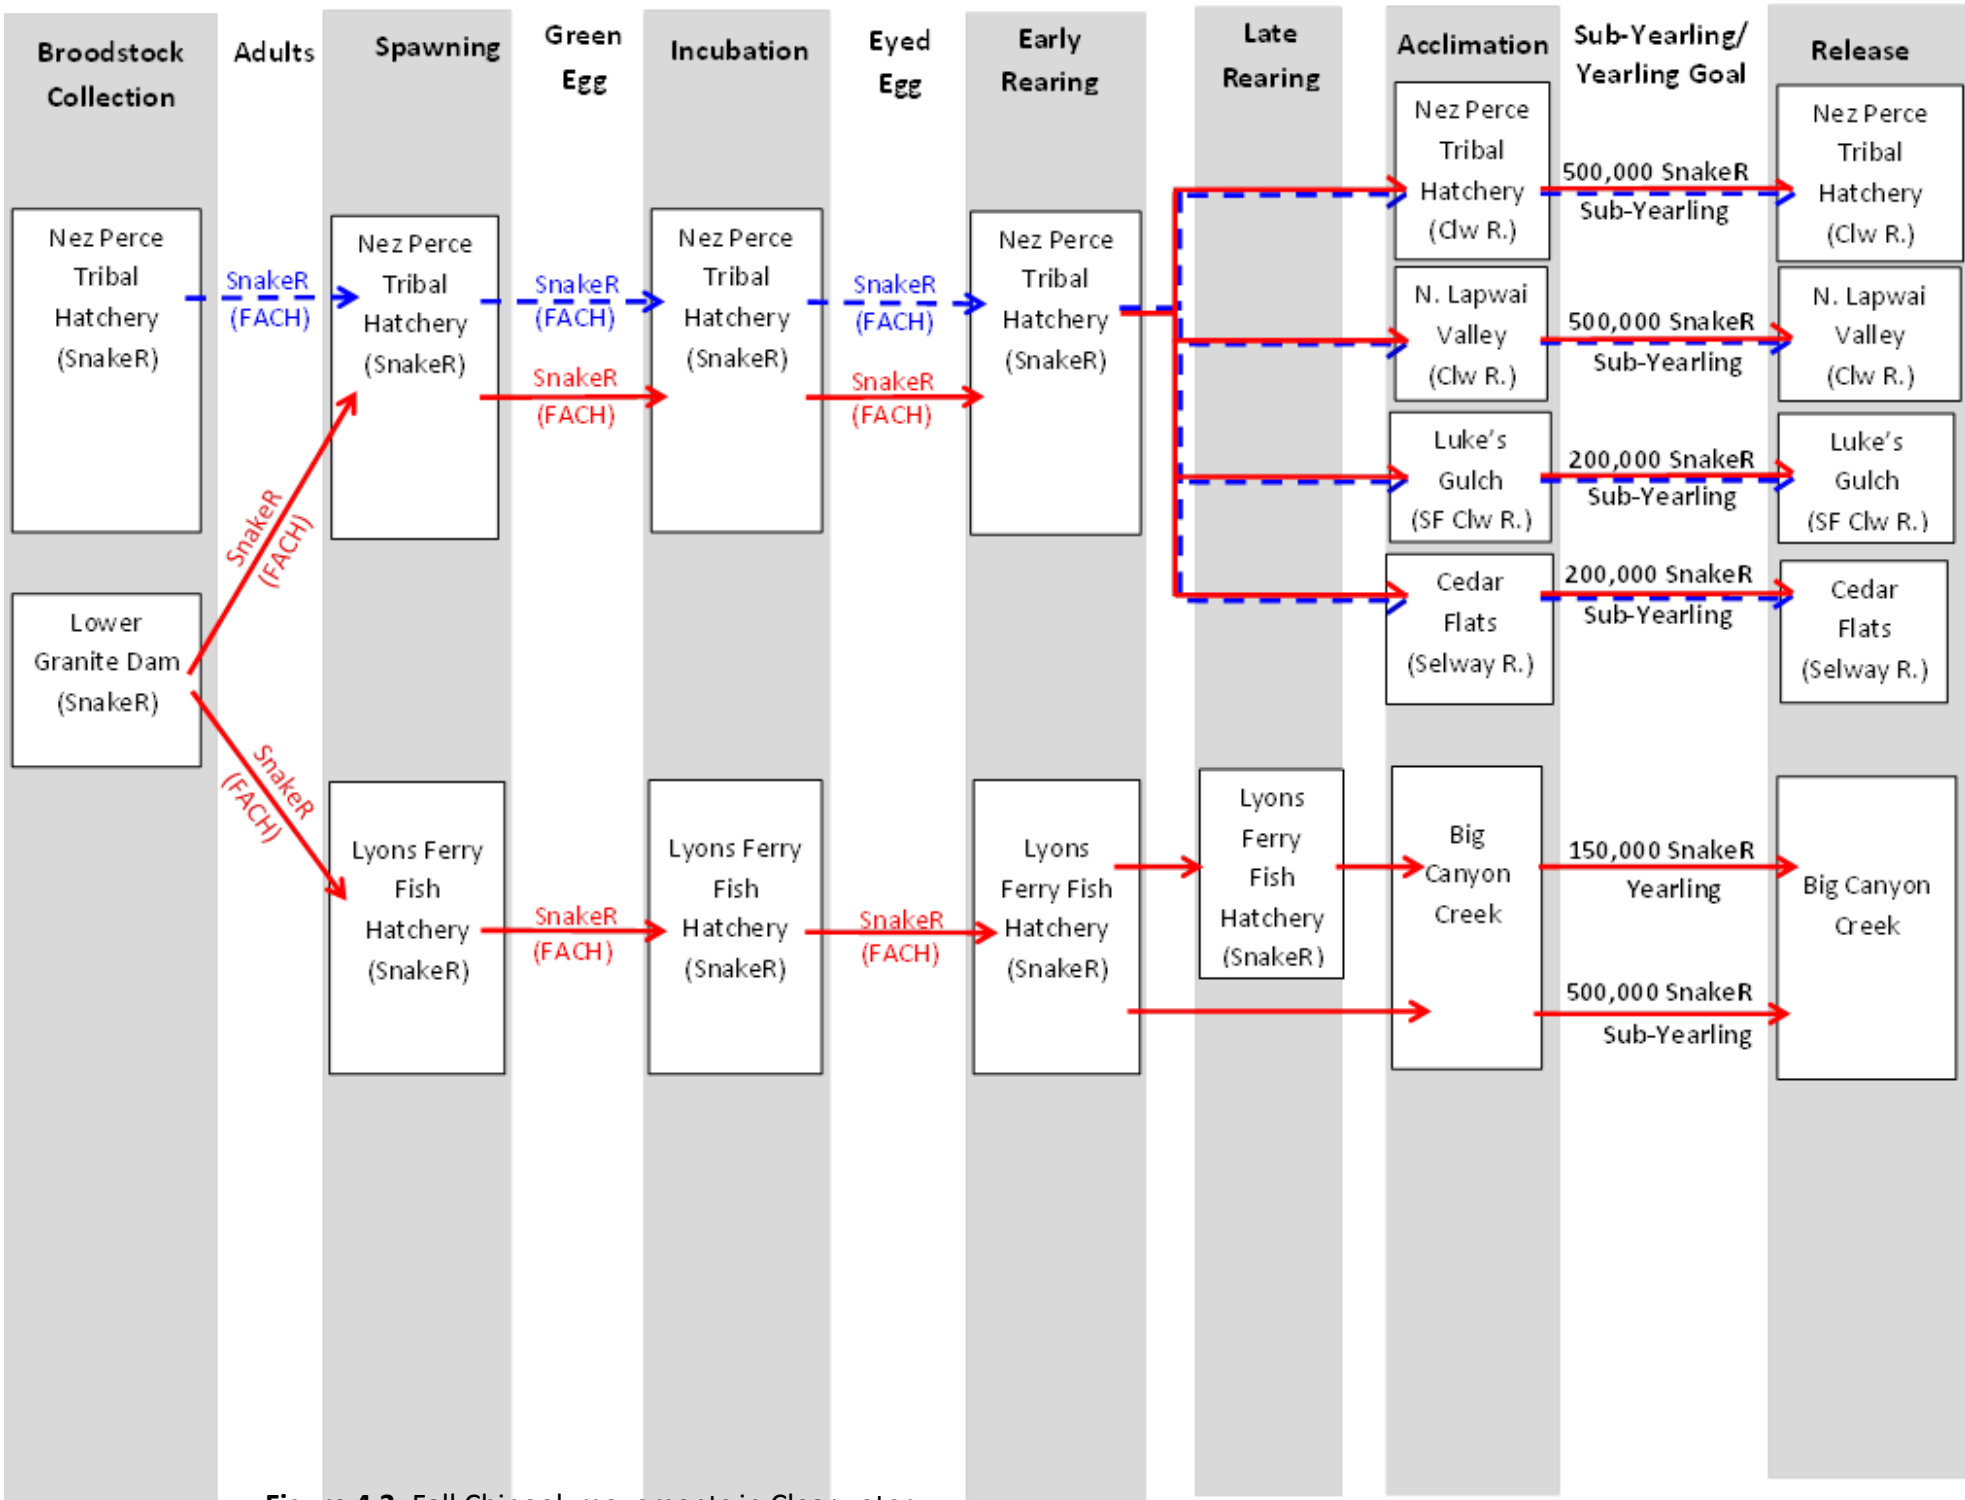 Broodstock
Collection
Adults
Spawning
Green
Egg
Incubation
Eyed
Egg
Early
Rearing
Late
Rearing
Acclimation
Sub-Yearling/
Yearling Goal
Release
Nez Perce
Tribal
Hatchery
(SnakeR)
SnakeR
(FACH)
Nez Perce
Tribal
Hatchery
(SnakeR)
SnakeR
(FACH)
SnakeR
(FACH)
Nez Perce
Tribal
Hatchery
(SnakeR)
SnakeR
(FACH)
SnakeR
(FACH)
Nez Perce
Tribal
Hatchery
(SnakeR)
Nez Perce
Tribal
Hatchery
(Clw R.)
500,000 SnakeR
Sub-Yearling
Nez Perce
Tribal
Hatchery
(Clw R.)
N. Lapwai
Valley
(Clw R.)
500,000 SnakeR
Sub-Yearling
N. Lapwai
Valley
(Clw R.)
Luke's
Gulch
(SF Clw R.)
200,000 SnakeR
Sub-Yearling
Luke's
Gulch
(SF Clw R.)
Cedar
Flats
(Selway R.)
200,000 SnakeR
Sub-Yearling
Cedar
Flats
(Selway R.)
Lower
Granite Dam
(SnakeR)
SnakeR
(FACH)
SnakeR
(FACH)
Lyons Ferry
Fish
Hatchery
(SnakeR)
SnakeR
(FACH)
Lyons Ferry
Fish
Hatchery
(SnakeR)
SnakeR
(FACH)
Lyons
Ferry Fish
Hatchery
(SnakeR)
Lyons
Ferry
Fish
Hatchery
(SnakeR)
Big
Canyon
Creek
150,000 SnakeR
Yearling
500,000 SnakeR
Sub-Yearling
Big Canyon
Creek
Fall Chinook movements in Clearwater